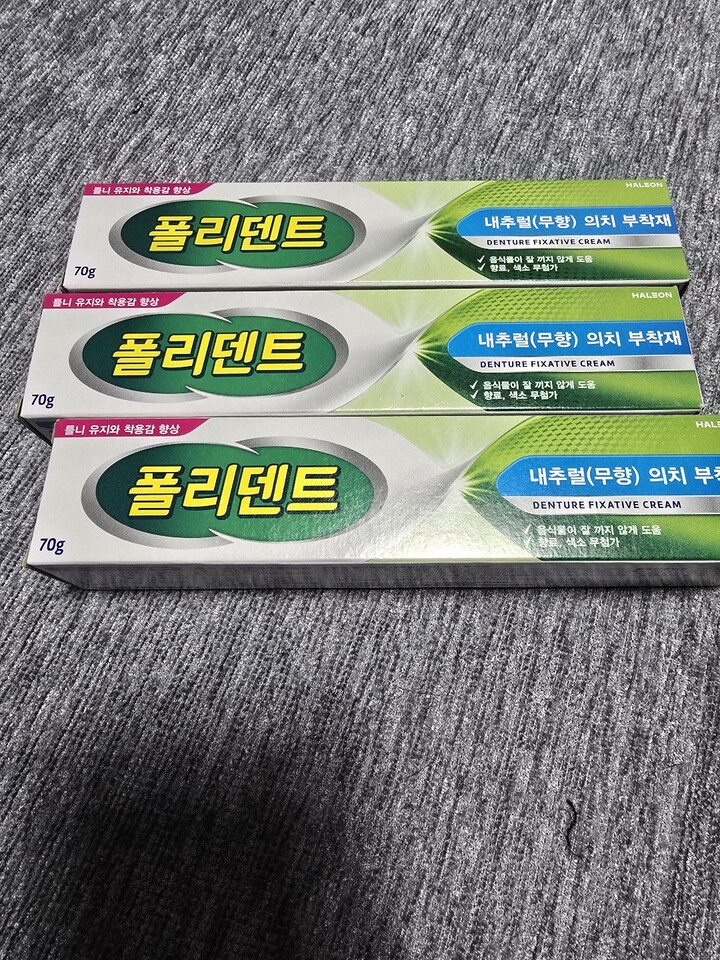 틀니 유지와 착용감 향상
HALEON
폴리덴트
내추럴(무향) 의치 부착재
DENTURE FIXATIVE CREAM
✓ 음식물이 잘 끼지 않게 도움
✓ 향료, 색소 무첨가
70g
틀니 유지와 착용감 향상
HALEON
폴리덴트
내추럴(무향) 의치 부착재
DENTURE FIXATIVE CREAM
✓ 음식물이 잘 끼지 않게 도움
✓ 향료, 색소 무첨가
70g
틀니 유지와 착용감 향상
HALE
폴리덴트
내추럴(무향) 의치 부착
DENTURE FIXATIVE CREAM
✓ 음식물이 잘 끼지 않게 도움
✓ 향료, 색소 무첨가
70g